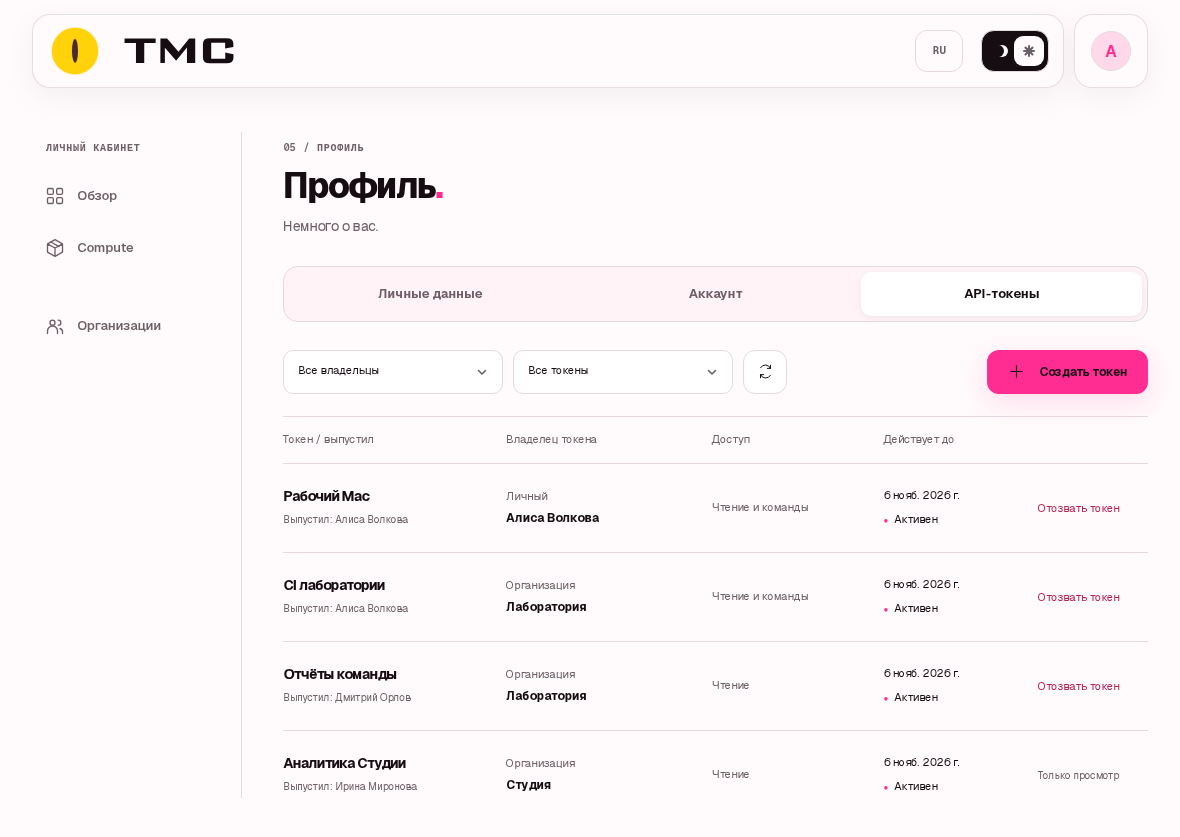 TMC
RU
A
ЛИЧНЫЙ КАБИНЕТ
Обзор
Compute
Организации
05 / ПРОФИЛЬ
Профиль.
Немного о вас.
Личные данные
Аккаунт
API-токены
Все владельцы
Все токены
Создать токен
Токен / выпустил
Владелец токена
Доступ
Действует до
Рабочий Mac
Выпустил: Алиса Волкова
Личный
Алиса Волкова
Чтение и команды
6 нояб. 2026 г.
Активен
Отозвать токен
CI лаборатории
Выпустил: Алиса Волкова
Организация
Лаборатория
Чтение и команды
6 нояб. 2026 г.
Активен
Отозвать токен
Отчёты команды
Выпустил: Дмитрий Орлов
Организация
Лаборатория
Чтение
6 нояб. 2026 г.
Активен
Отозвать токен
Аналитика Студии
Выпустил: Ирина Миронова
Организация
Студия
Чтение
6 нояб. 2026 г.
Активен
Только просмотр